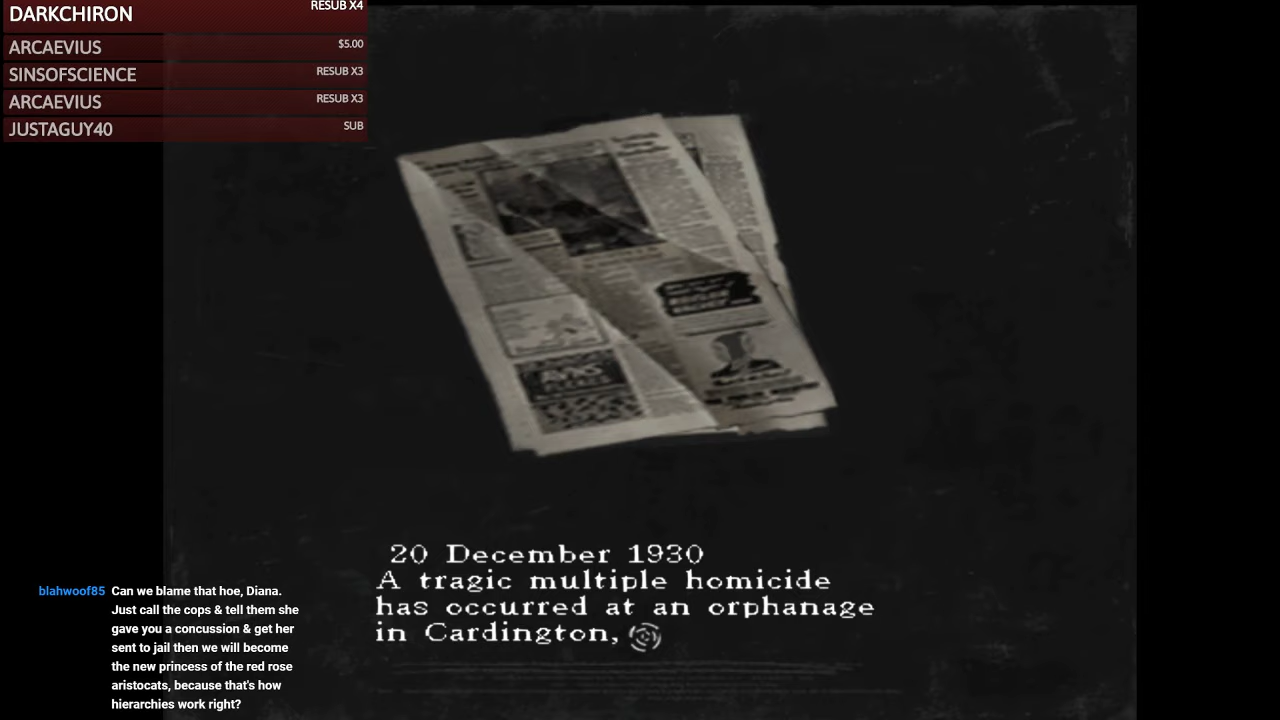 DARKCHIRON RESUB X4
ARCAEVIUS $5.00
SINSOFSCIENCE RESUB X3
ARCAEVIUS RESUB X3
JUSTAGUY40 SUB
20 December 1930
A tragic multiple homicide
has occurred at an orphanage
in Cardington,
blahwoof85 Can we blame that hoe, Diana.
Just call the cops & tell them she
gave you a concussion & get her
sent to jail then we will become
the new princess of the red rose
aristocats, because that's how
hierarchies work right?